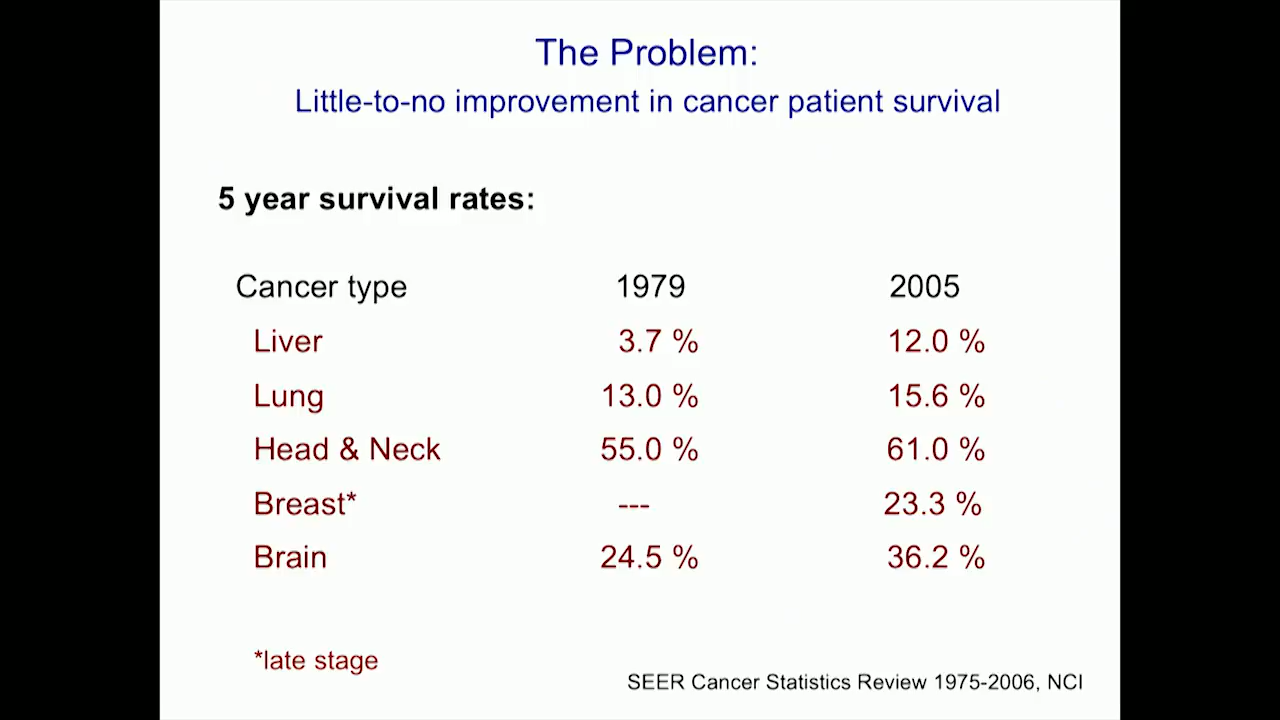 The Problem:
Little-to-no improvement in cancer patient survival
5 year survival rates:
Cancer type 1979 2005
Liver 3.7 % 12.0 %
Lung 13.0 % 15.6 %
Head & Neck 55.0 % 61.0 %
Breast* --- 23.3 %
Brain 24.5 % 36.2 %
*late stage
SEER Cancer Statistics Review 1975-2006, NCI